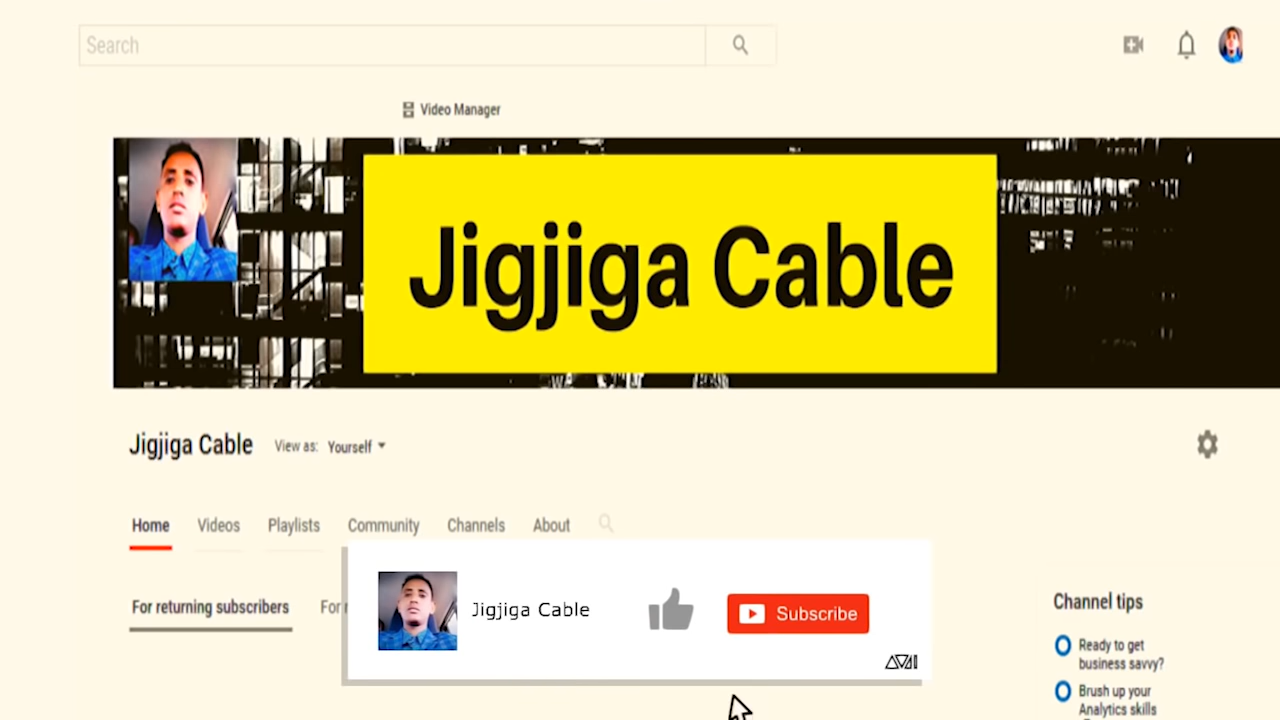 Search
Video Manager
Jigjiga Cable
Jigjiga Cable View as: Yourself
Home Videos Playlists Community Channels About
For returning subscribers For
Jigjiga Cable
Subscribe
Channel tips
Ready to get
business savvy?
Brush up your
Analytics skills